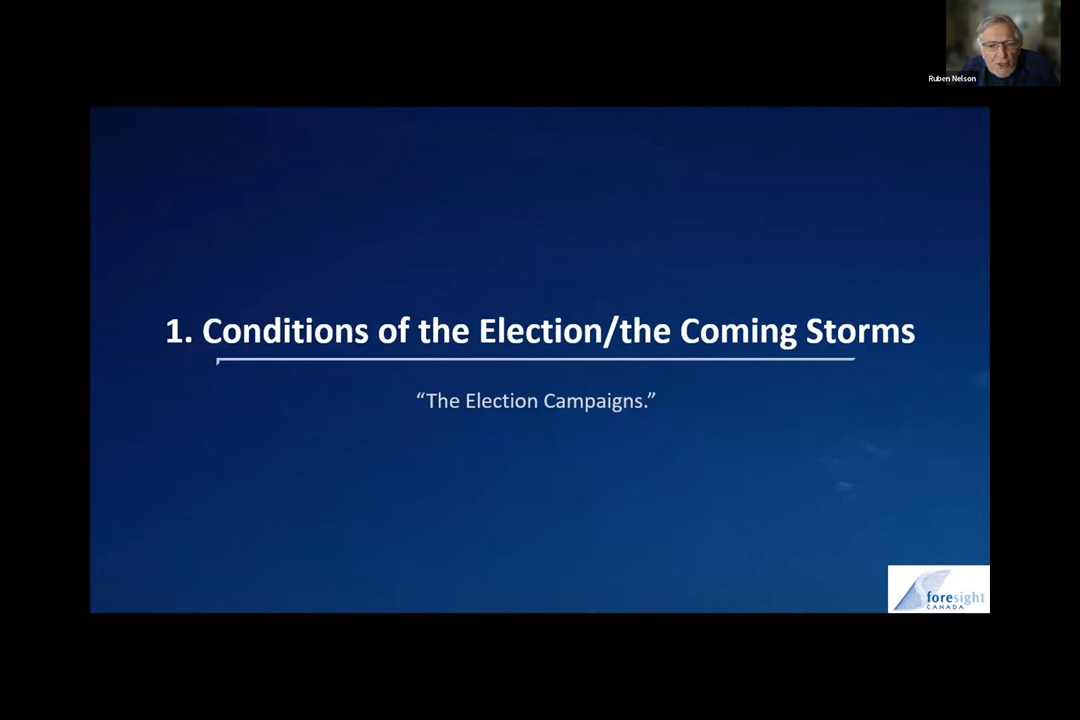 Ruben Nelson
1. Conditions of the Election/the Coming Storms
“The Election Campaigns.”
foresight
CANADA